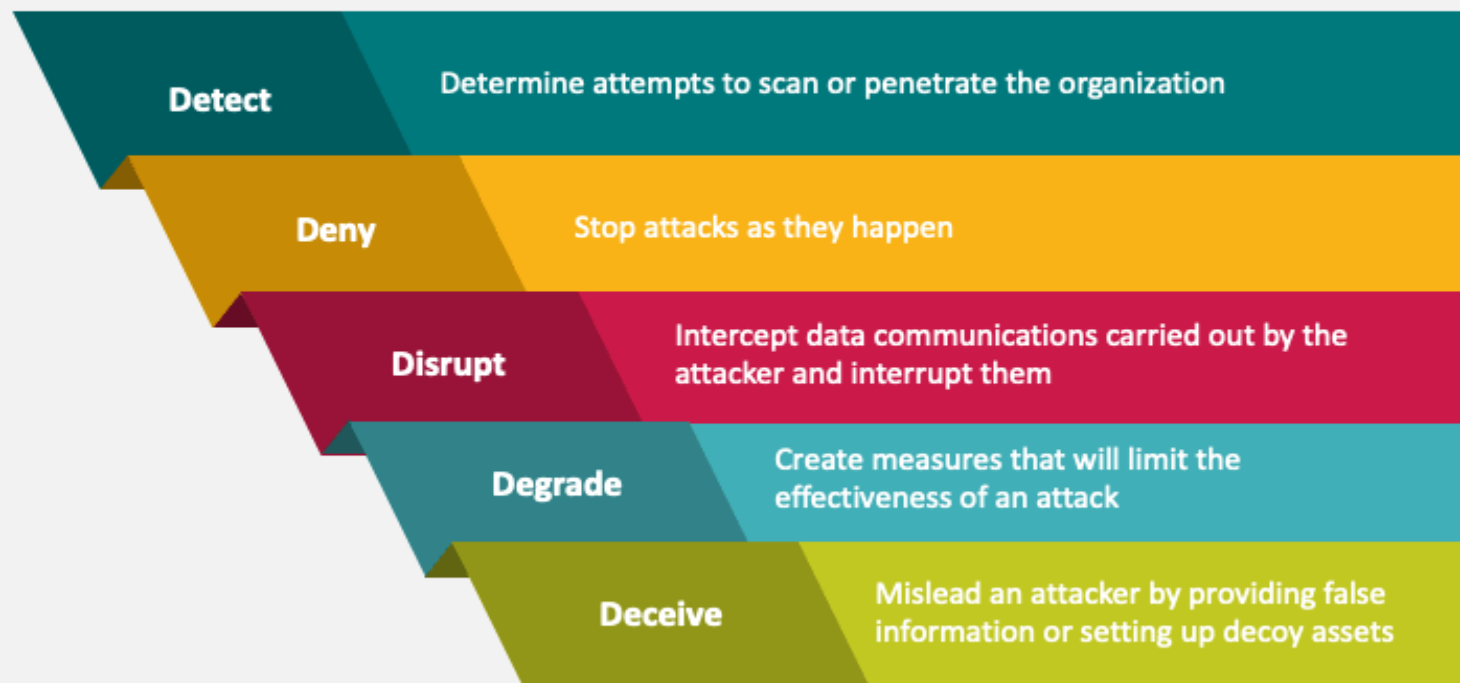 Detect
Determine attempts to scan or penetrate the organization
Deny
Stop attacks as they happen
Disrupt
Intercept data communications carried out by the
attacker and interrupt them
Degrade
Create measures that will limit the
effectiveness of an attack
Deceive
Mislead an attacker by providing false
information or setting up decoy assets